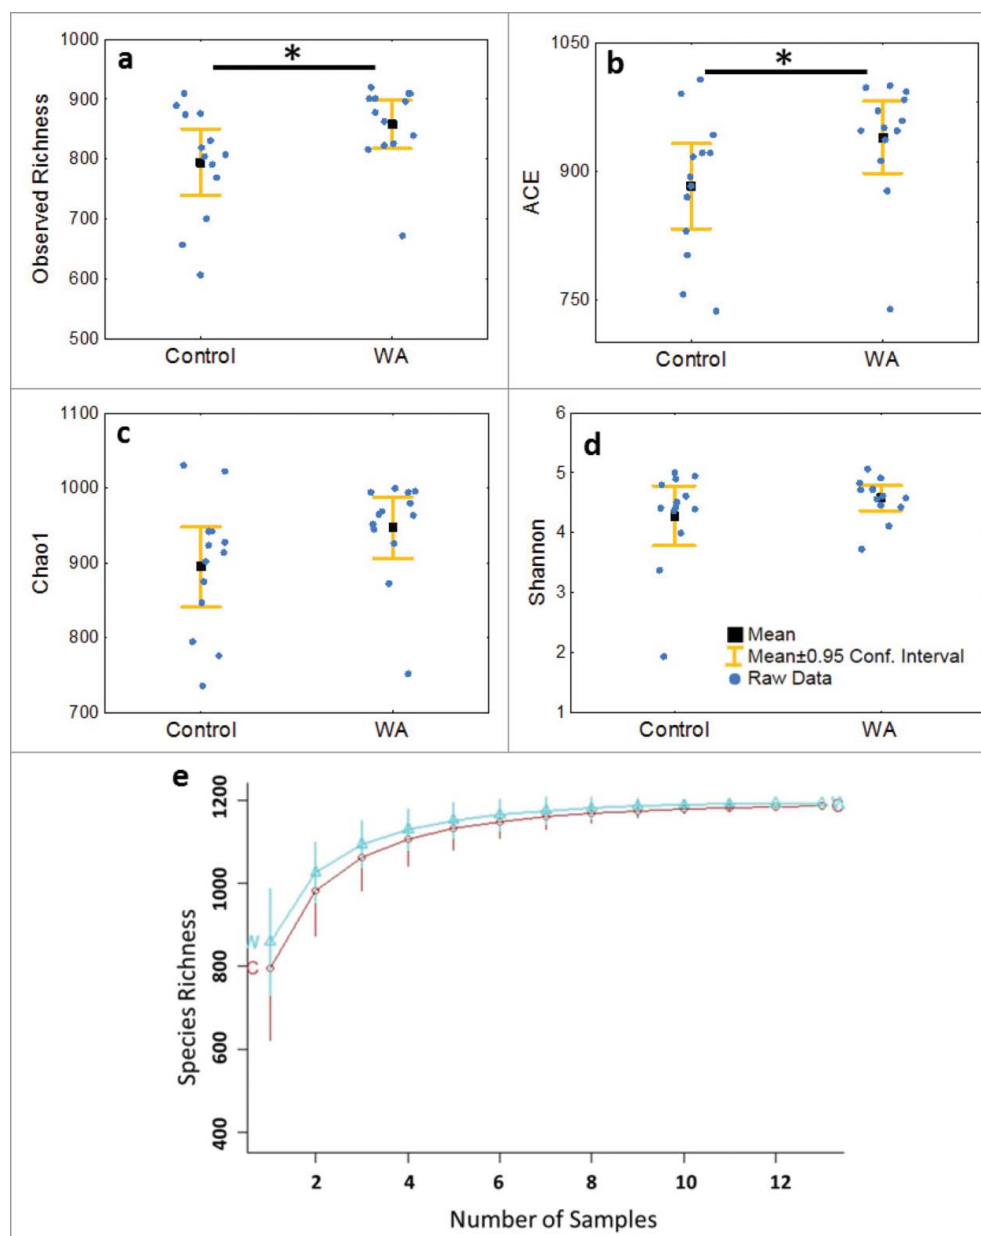 a
*
1000
900
800
700
600
500
Observed Richness
Control
WA
b
*
1050
900
750
ACE
Control
WA
c
1100
1000
900
800
700
Chao1
Control
WA
d
6
5
4
3
2
1
Shannon
Mean
Mean±0.95 Conf. Interval
Raw Data
Control
WA
e
1200
1000
800
600
400
Species Richness
W
C
C
2
4
6
8
10
12
Number of Samples